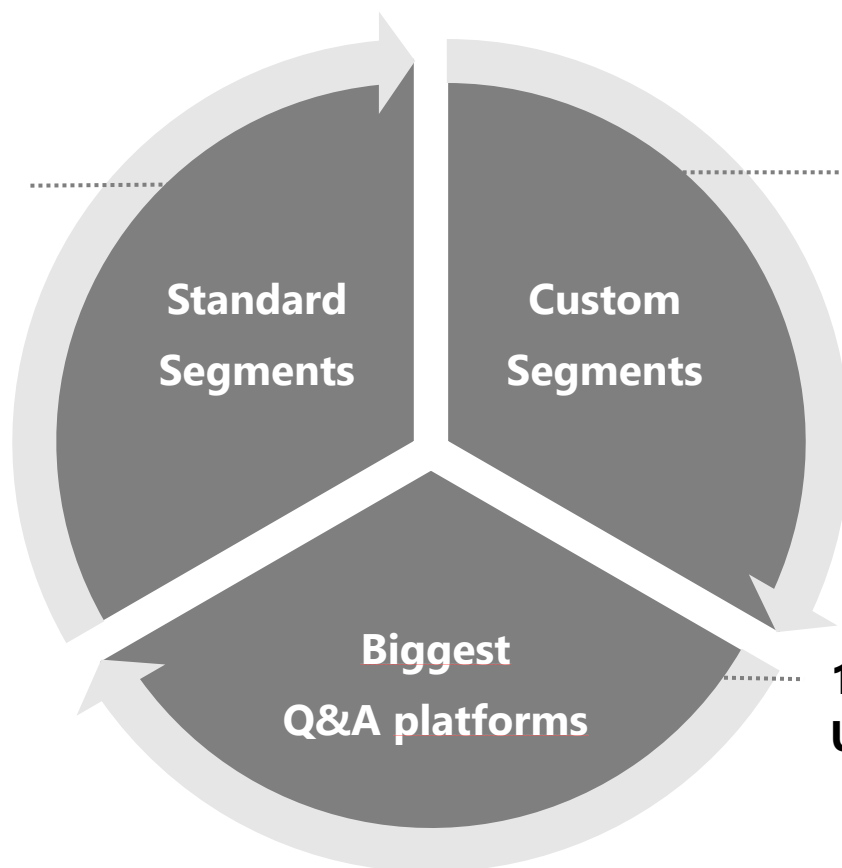 Standard
Segments
Custom
Segments
Biggest
Q&A platforms